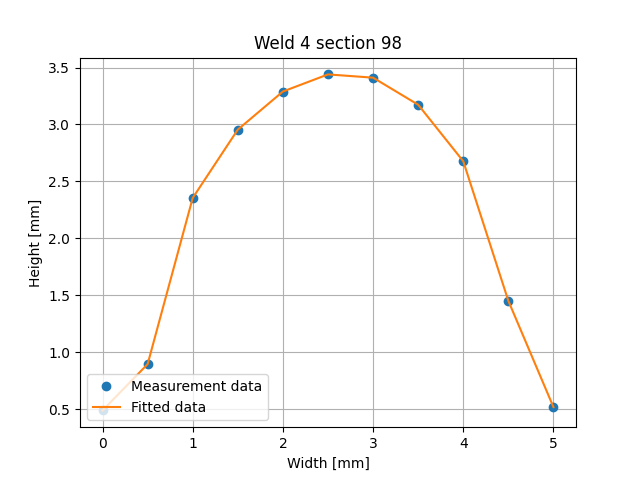 Weld 4 section 98
Height [mm]
3.5
3.0
2.5
2.0
1.5
1.0
0.5
Measurement data
Fitted data
0 1 2 3 4 5
Width [mm]